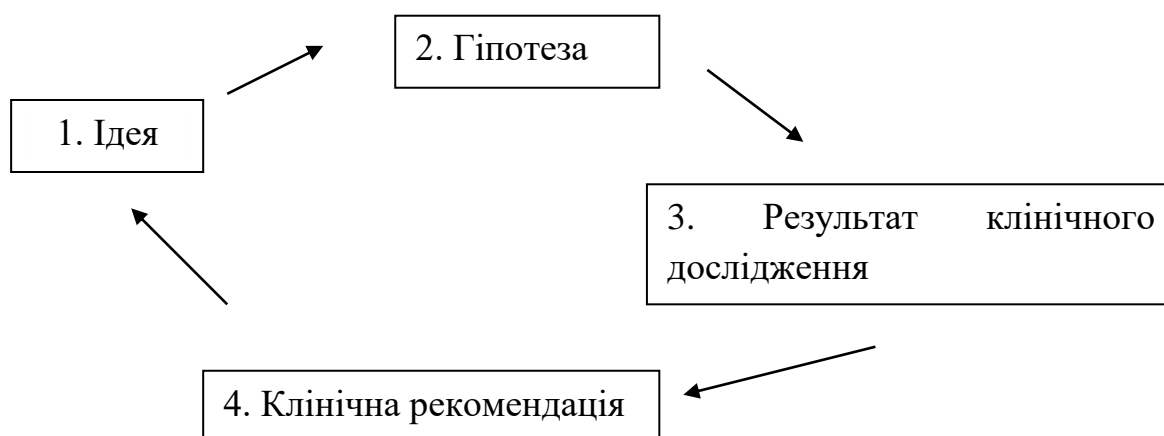 2. Гіпотеза
1. Ідея
3. Результат клінічного
дослідження
4. Клінічна рекомендація